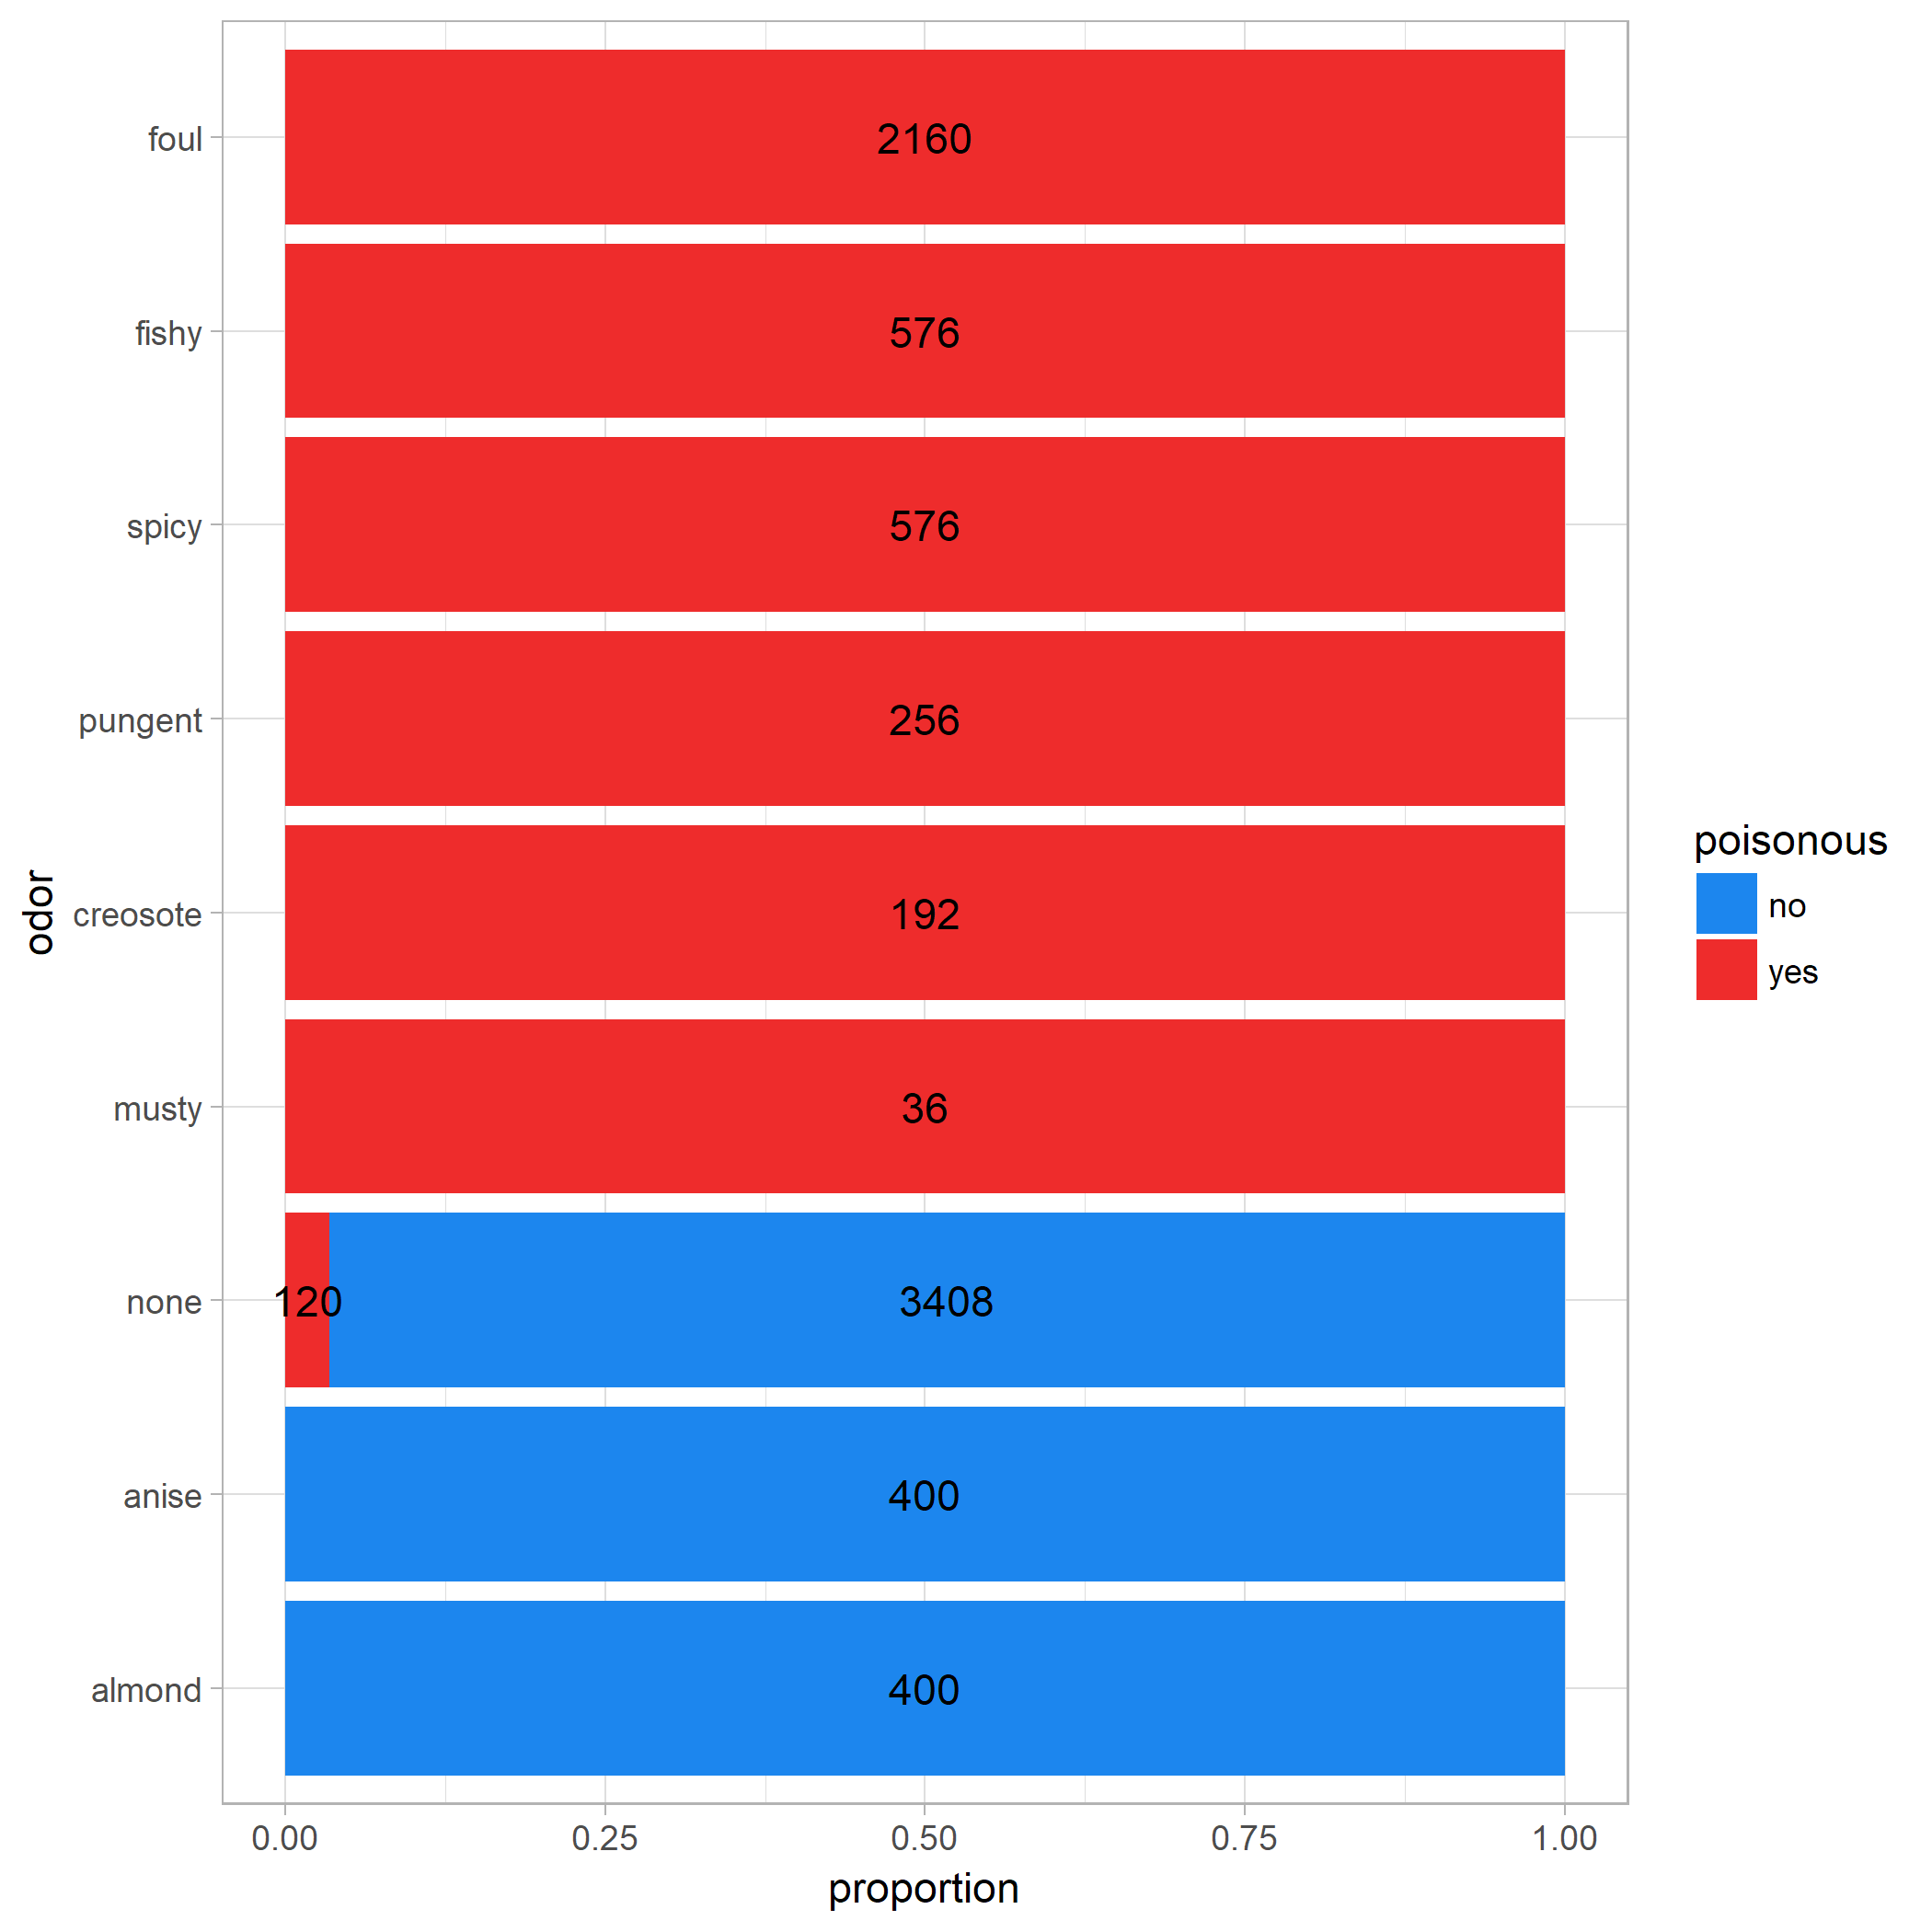 foul 2160
fishy 576
spicy 576
pungent 256
creosote 192
musty 36
none 120 3408
anise 400
almond 400
odor
0.00 0.25 0.50 0.75 1.00
proportion
poisonous
no
yes